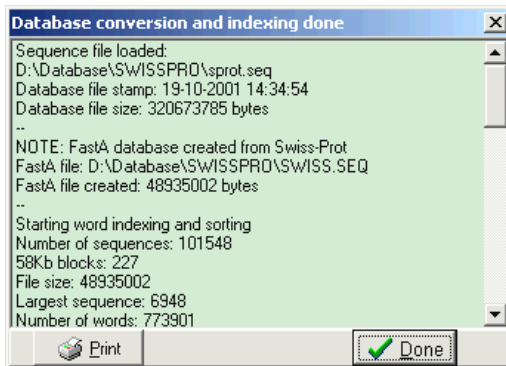 Database conversion and indexing done
Sequence file loaded:
D:\Database\SWISSPRO\sprot.seq
Database file stamp: 19-10-2001 14:34:54
Database file size: 320673785 bytes
--
NOTE: FastA database created from Swiss-Prot
FastA file: D:\Database\SWISSPRO\SWISS.SEQ
FastA file created: 48935002 bytes
--
Starting word indexing and sorting
Number of sequences: 101548
58Kb blocks: 227
File size: 48935002
Largest sequence: 6948
Number of words: 773901
Print
Done